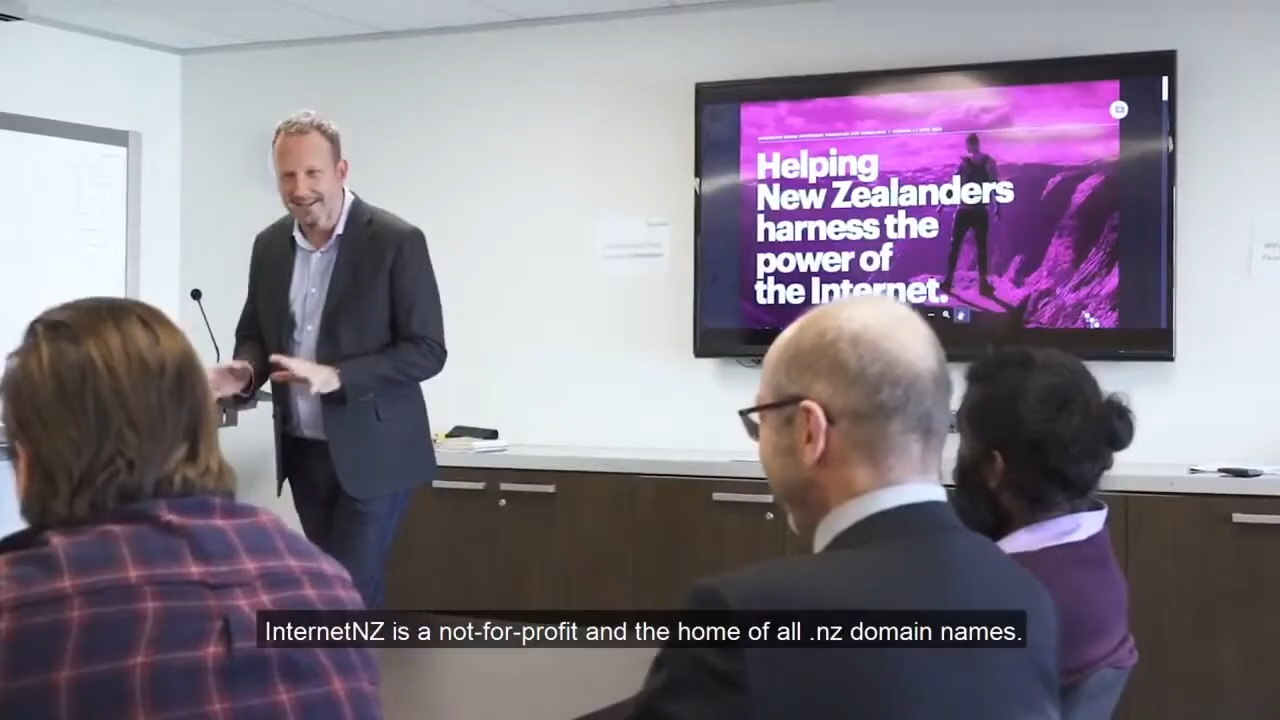 Helping
New Zealanders
harness the
power of
the Internet.
InternetNZ is a not-for-profit and the home of all .nz domain names.